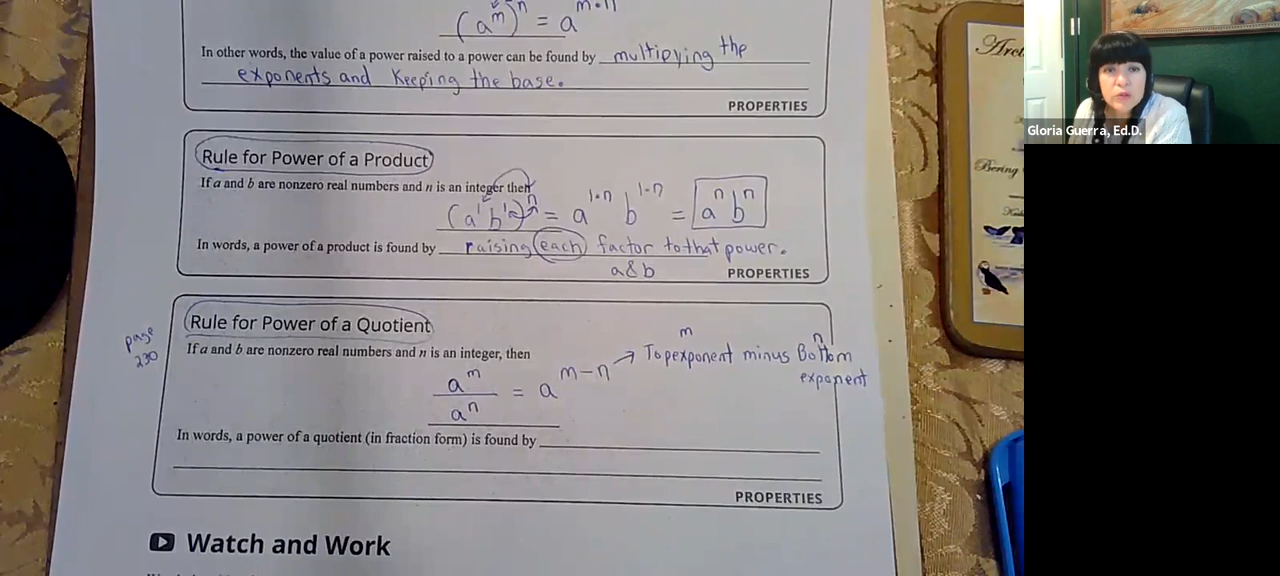 (a^m)^n = a^m·n
In other words, the value of a power raised to a power can be found by multiplying the
exponents and keeping the base.
PROPERTIES
Rule for Power of a Product
If a and b are nonzero real numbers and n is an integer then
(a^1 b^1)^n = a^1·n b^1·n = a^n b^n
In words, a power of a product is found by raising each factor to that power.
a & b
PROPERTIES
Rule for Power of a Quotient
page
230
If a and b are nonzero real numbers and n is an integer, then
a^m / a^n = a^m-n → Top exponent minus Bottom
m n
exponent
In words, a power of a quotient (in fraction form) is found by
PROPERTIES
Watch and Work
Gloria Guerra, Ed.D.
Bering